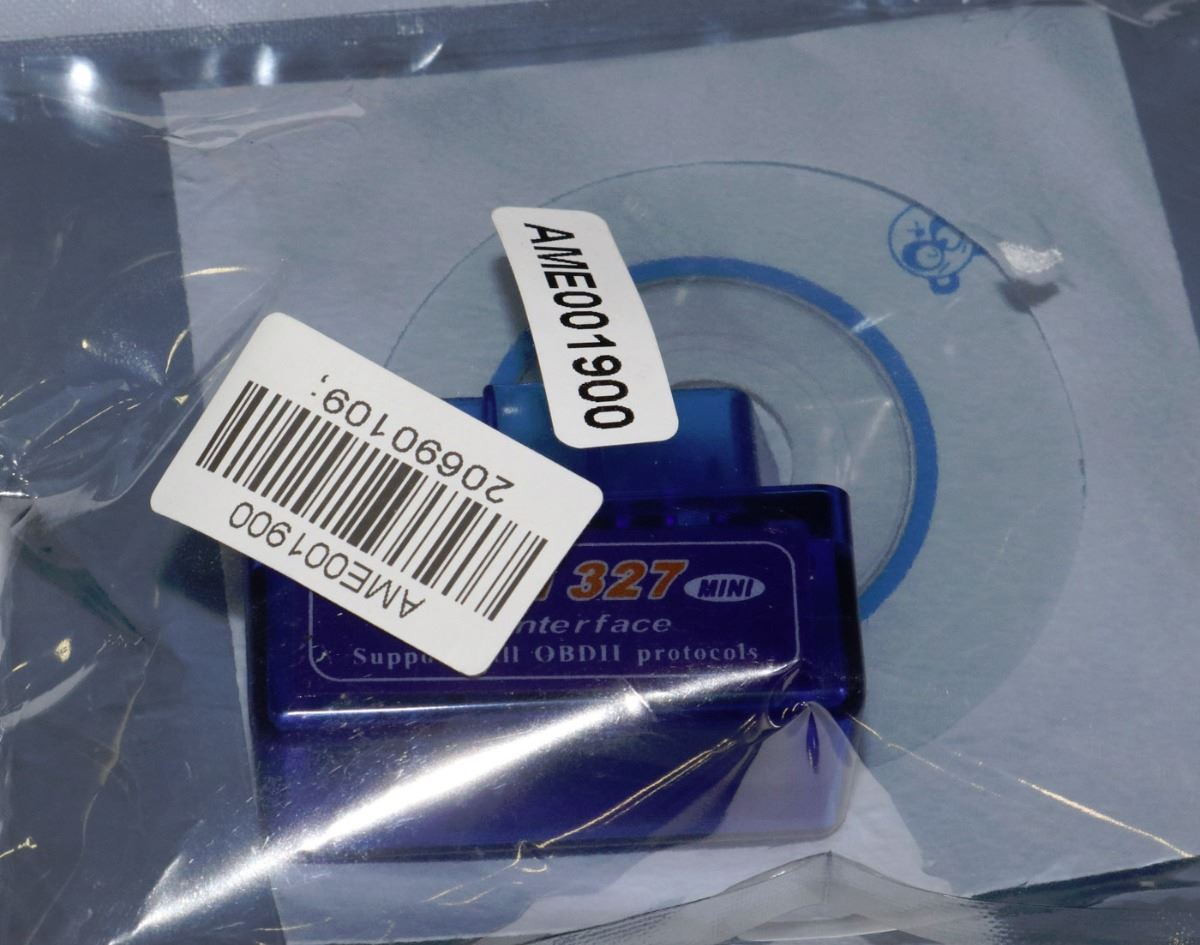 AME001900
20690109;
AME001900
327 MINI
nterface
Supp ll OBDII protocols